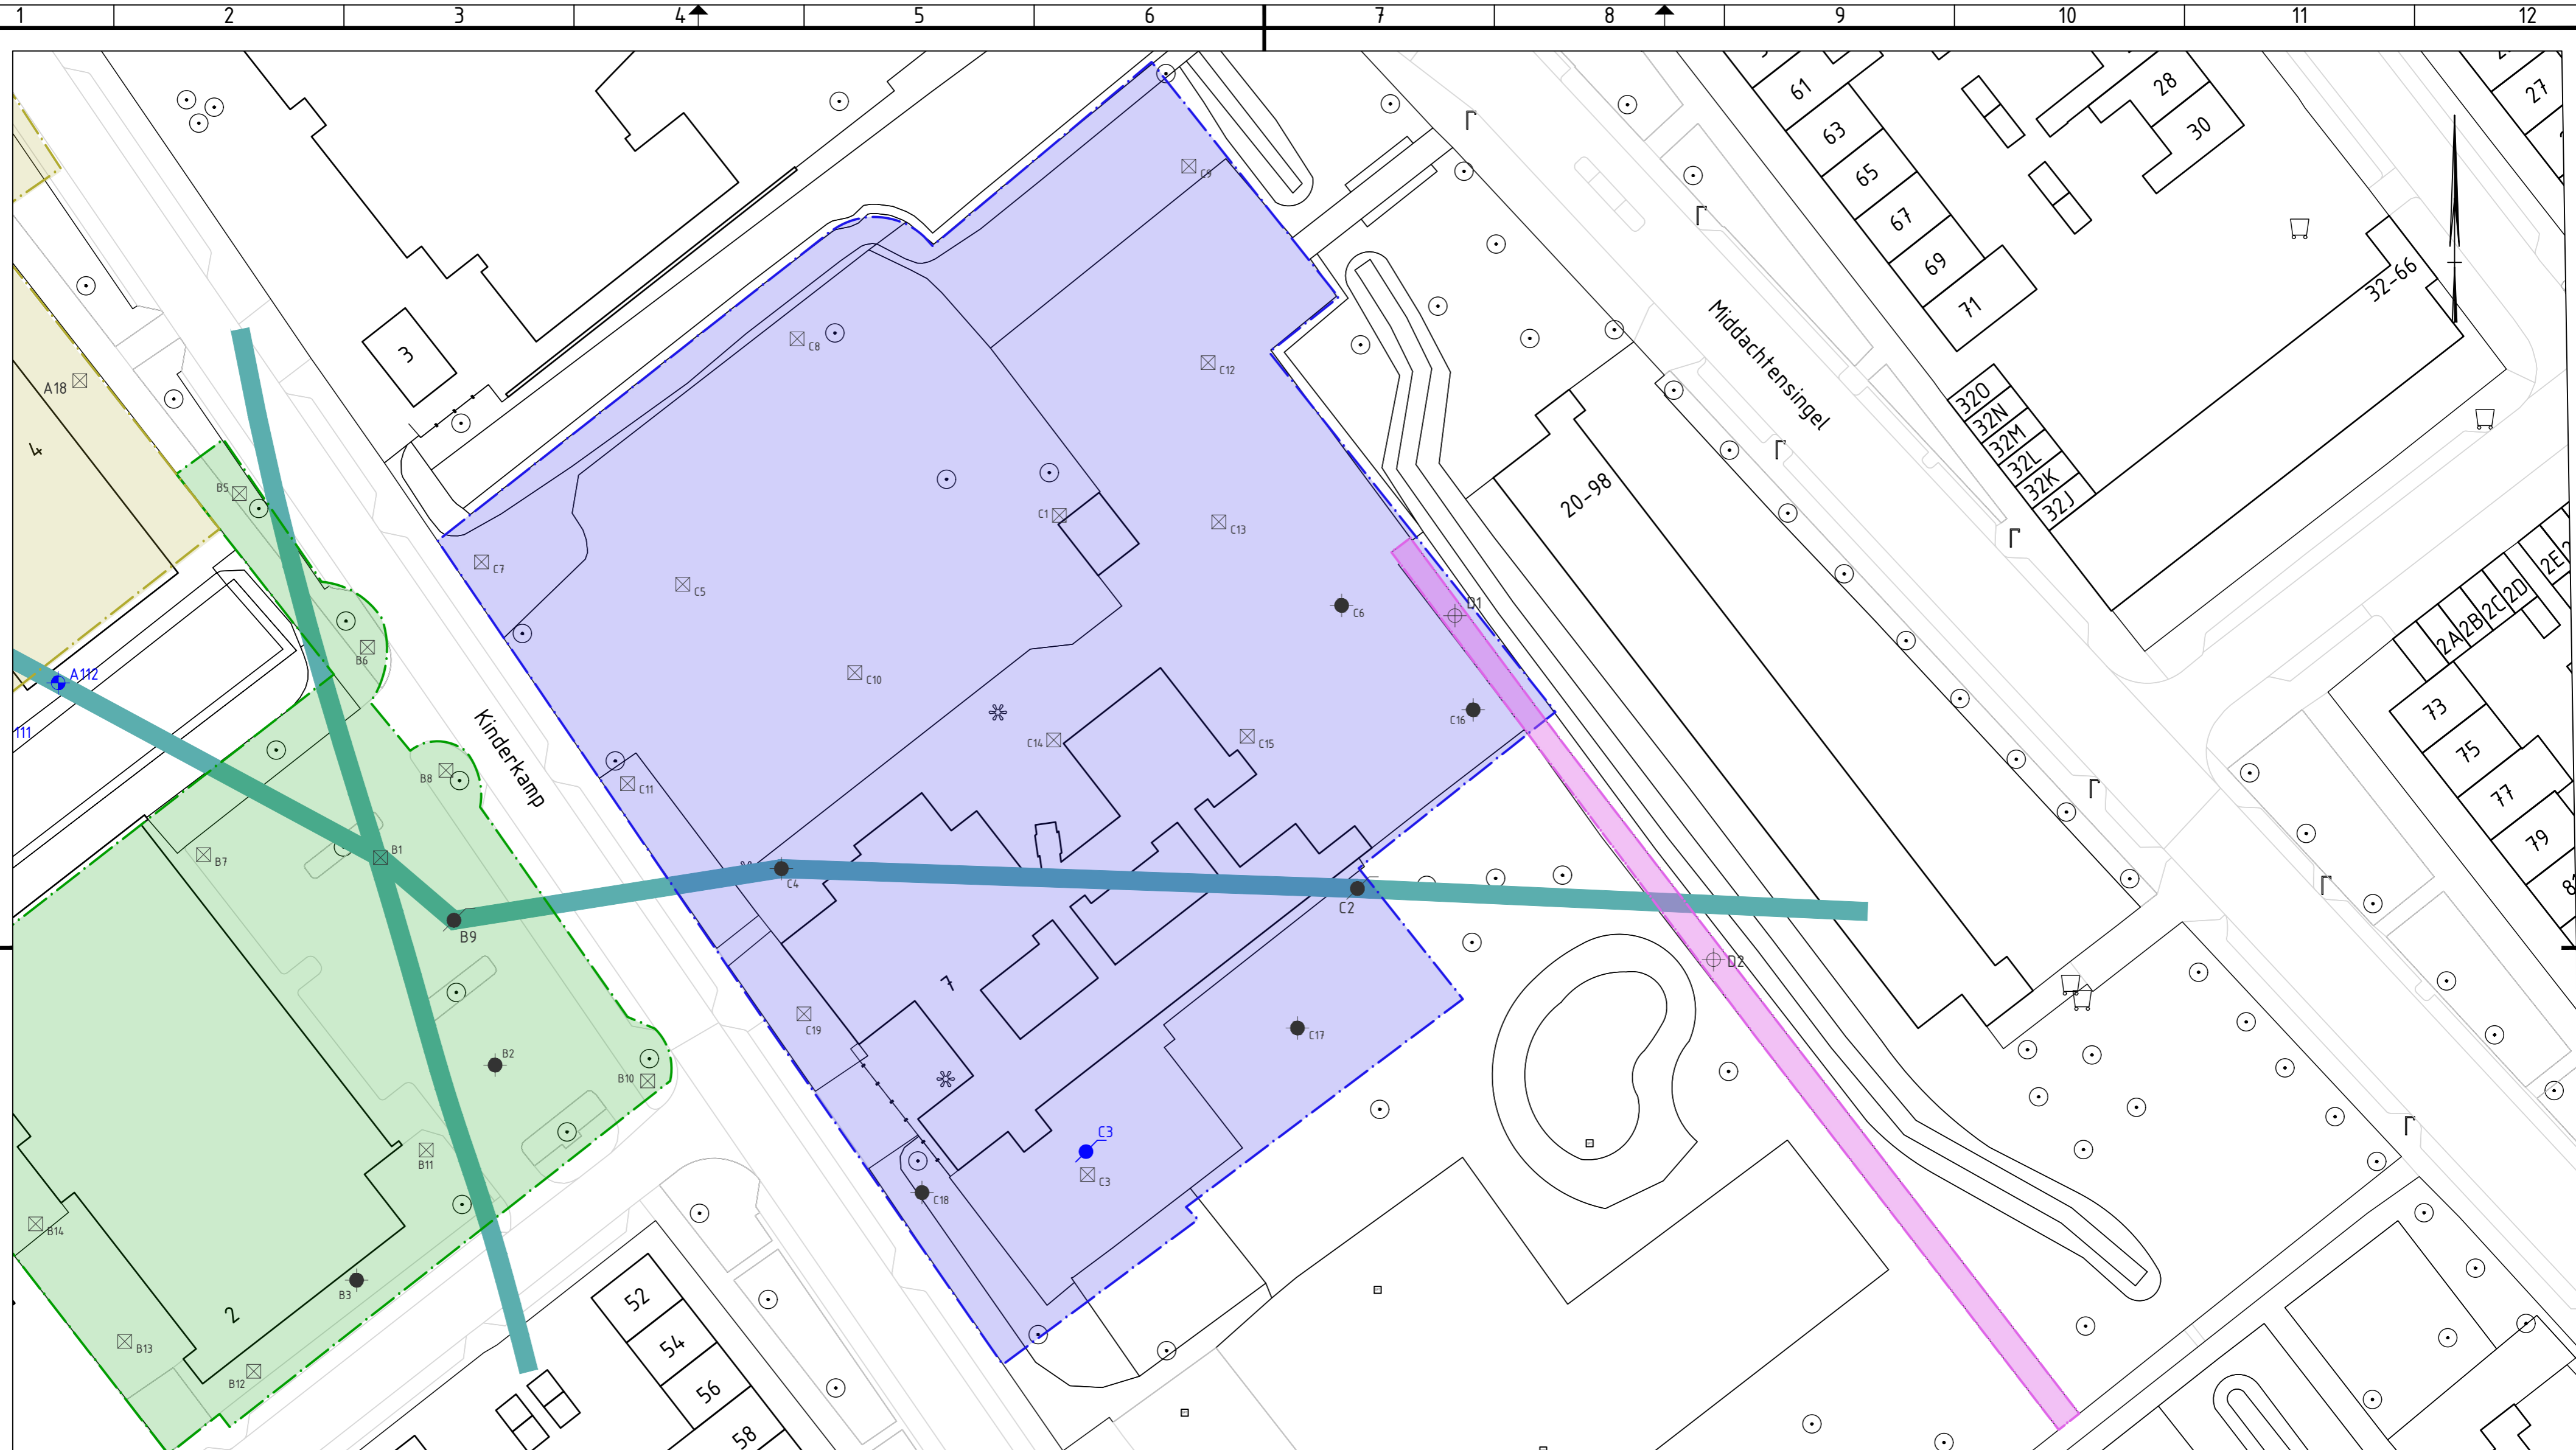 1 2 3 4 5 6 7 8 9 10 11 12
61
63
65
67
69
71
28
30
27
32-66
3
A18
4
C9
C8
C12
Middachtensingel
32O
32N
32M
32L
32K
32J
20-98
B5
C1
C13
C7
C5
C6
D1
2A
2B
2C
2D
2E
B6
A112
111
C10
C16
C14
C15
Kinderkamp
B8
C11
73
75
77
79
B7
B1
C4
C2
B9
D2
7
C19
C17
B2
B10
B11
C3
C3
C18
B14
B3
2
B13
B12
52
54
56
58